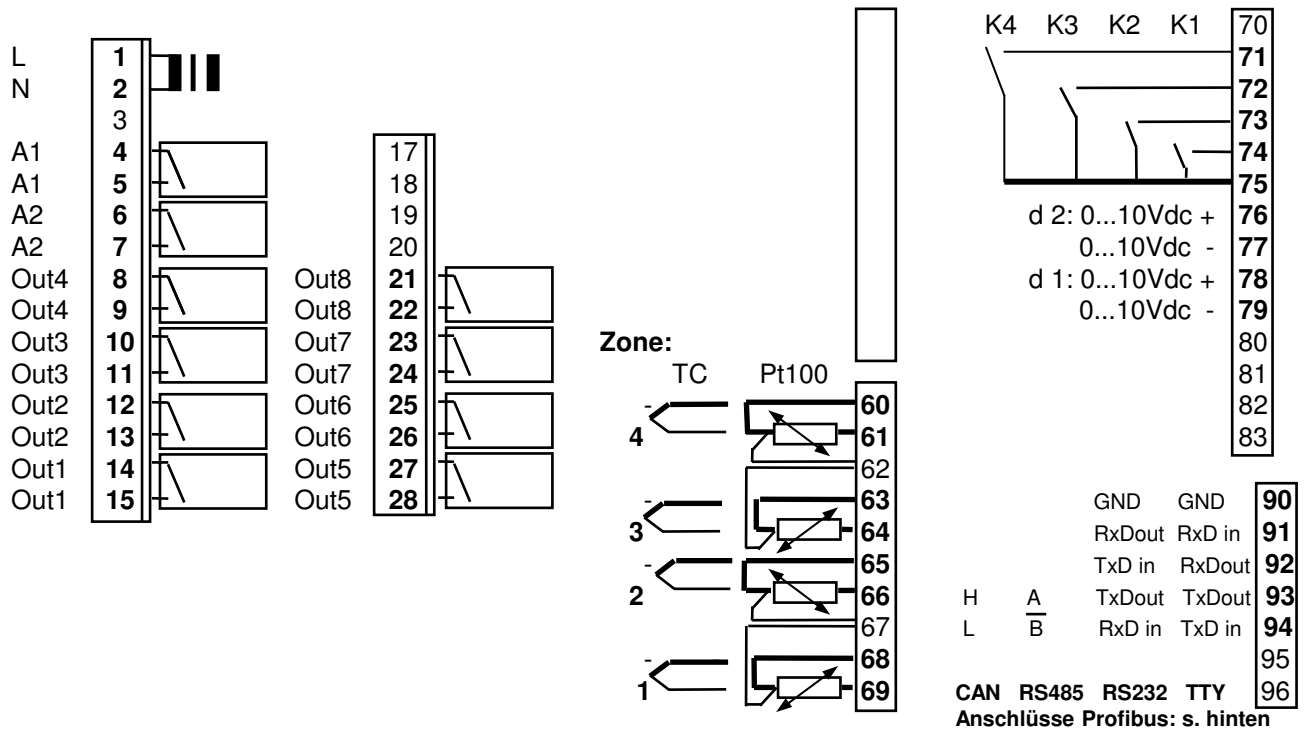 L 1
N 2
3
A1 4
A1 5
A2 6
A2 7
Out4 8
Out4 9
Out3 10
Out3 11
Out2 12
Out2 13
Out1 14
Out1 15
17
18
19
20
Out8 21
Out8 22
Out7 23
Out7 24
Out6 25
Out6 26
Out5 27
Out5 28
Zone:
TC Pt100
- 60
4 61
62
- 63
3 64
- 65
2 66
67
- 68
1 69
K4 K3 K2 K1 70
71
72
73
74
75
d 2: 0...10Vdc + 76
0...10Vdc - 77
d 1: 0...10Vdc + 78
0...10Vdc - 79
80
81
82
83
GND GND 90
RxDout RxD in 91
TxD in RxDout 92
H A TxDout TxDout 93
L B RxD in TxD in 94
95
CAN RS485 RS232 TTY 96
Anschlüsse Profibus: s. hinten